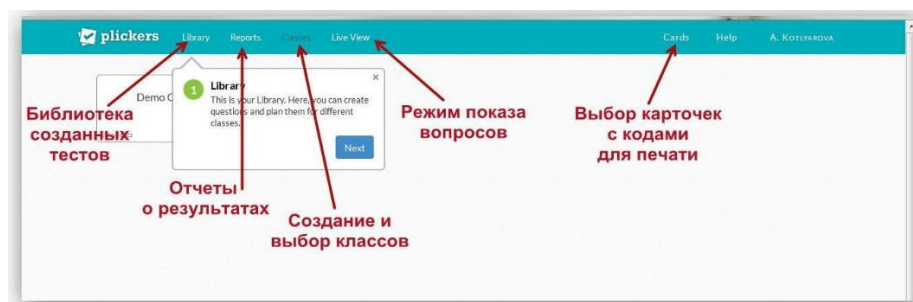 plickers Library Reports Classes Live View Cards Help A. KOTLYAROVA
Demo C
1 Library ×
This is your Library. Here, you can create
questions and plan them for different
classes.
Next
Библиотека
созданных
тестов
Отчеты
о результатах
Создание и
выбор классов
Режим показа
вопросов
Выбор карточек
с кодами
для печати